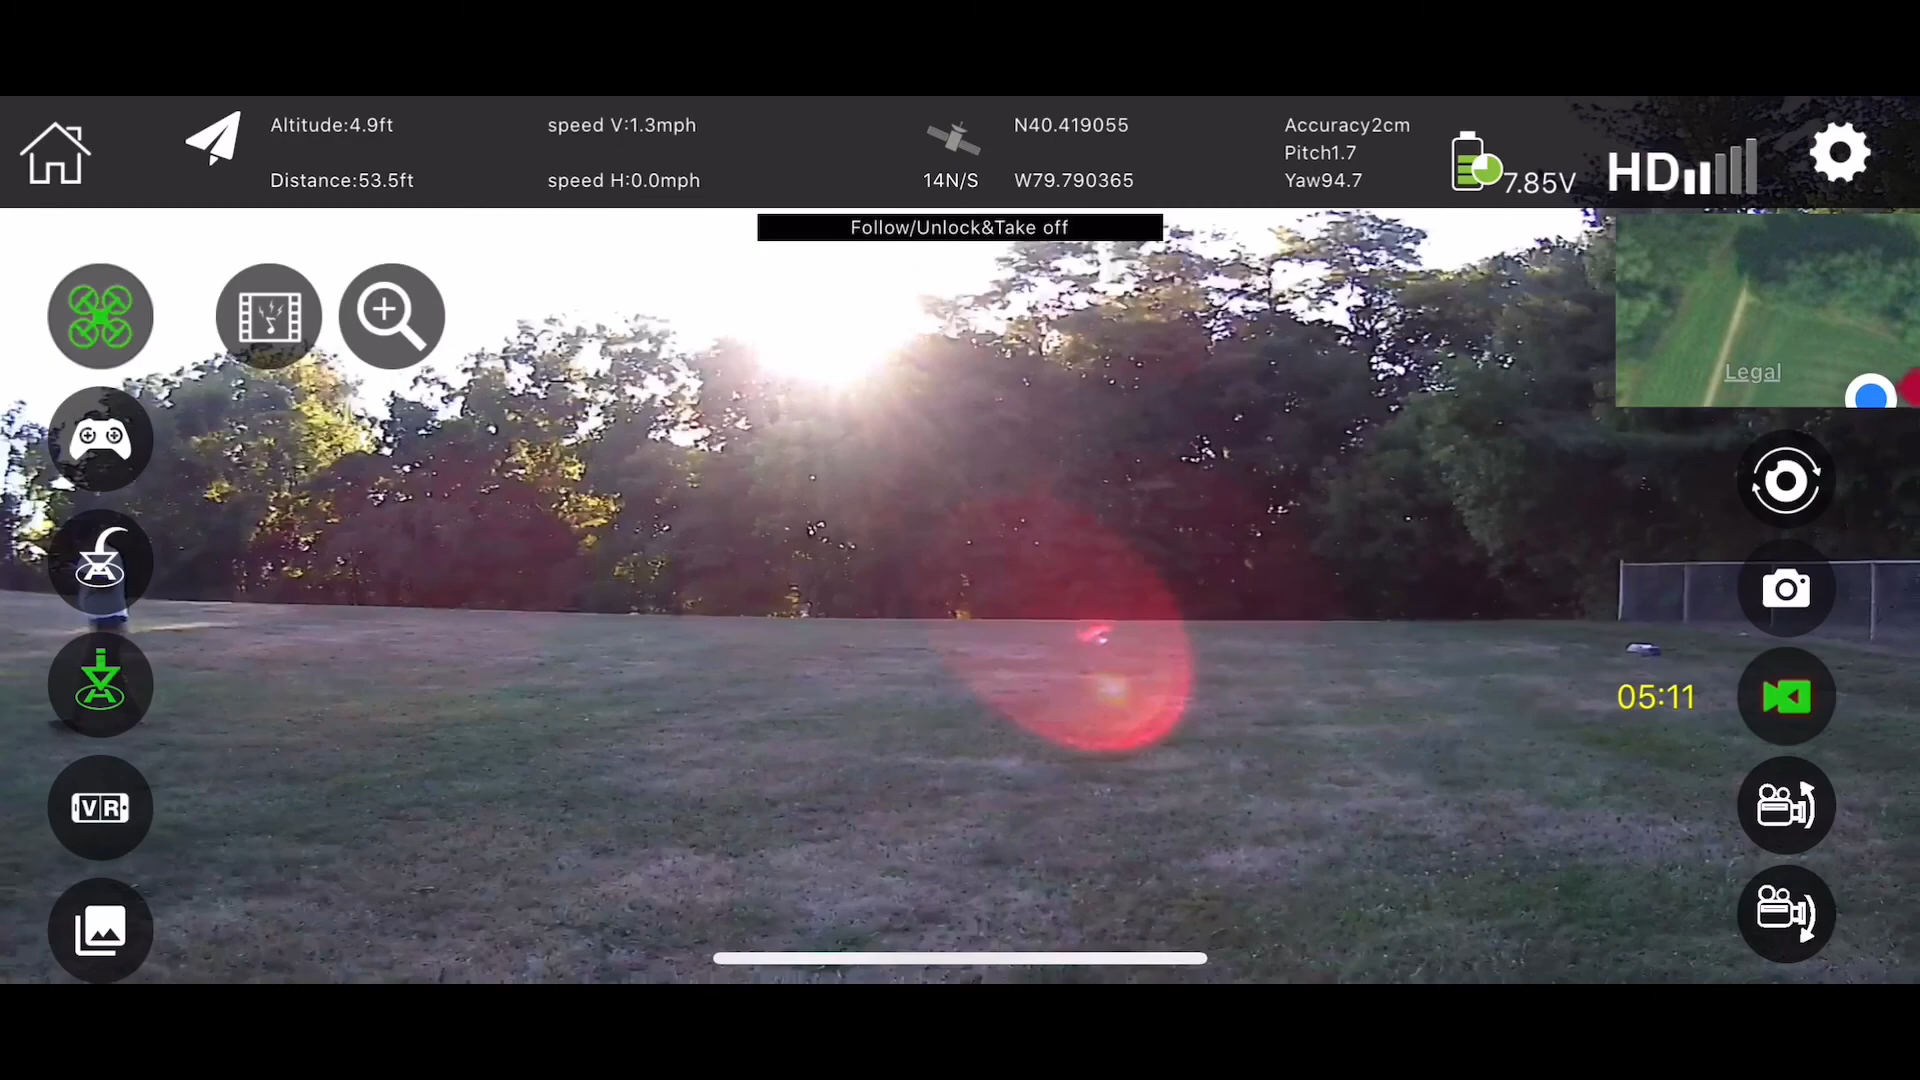 Altitude:4.9ft
speed V:1.3mph
N40.419055
Accuracy2cm
Pitch1.7
Distance:53.5ft
speed H:0.0mph
14N/S
W79.790365
Yaw94.7
7.85V
HD
Follow/Unlock&Take off
Legal
05:11
VR